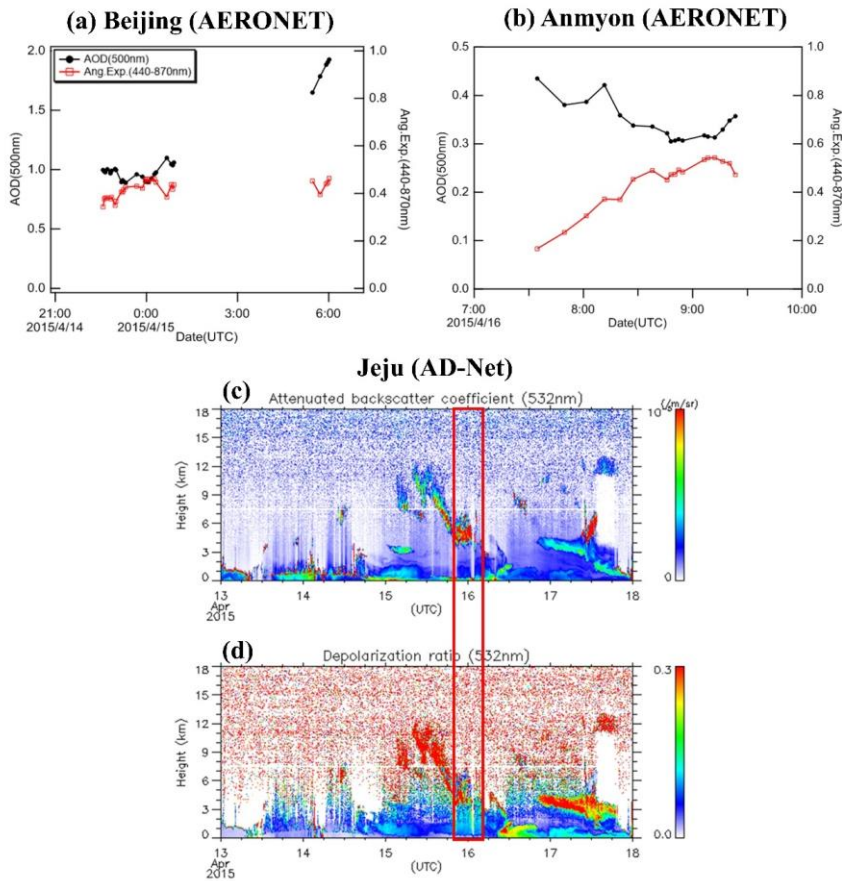 (a) Beijing (AERONET)
AOD(500nm)
Ang.Exp.(440-870nm)
2.0
1.5
1.0
0.5
0.0
AOD(500nm)
1.0
0.8
0.6
0.4
0.2
0.0
Ang.Exp.(440-870nm)
21:00
2015/4/14
0:00
2015/4/15
3:00
6:00
Date(UTC)
(b) Anmyon (AERONET)
0.5
0.4
0.3
0.2
0.1
0.0
AOD(500nm)
1.0
0.8
0.6
0.4
0.2
0.0
Ang.Exp.(440-870nm)
7:00
2015/4/16
8:00
9:00
10:00
Date(UTC)
Jeju (AD-Net)
(c)
Attenuated backscatter coefficient (532nm)
(/m/sr)
18
15
12
9
6
3
0
Height (km)
0
13
14
15
16
17
18
Apr
2015
(UTC)
(d)
Depolarization ratio (532nm)
18
15
12
9
6
3
0
Height (km)
0.3
0.0
13
14
15
16
17
18
Apr
2015
(UTC)